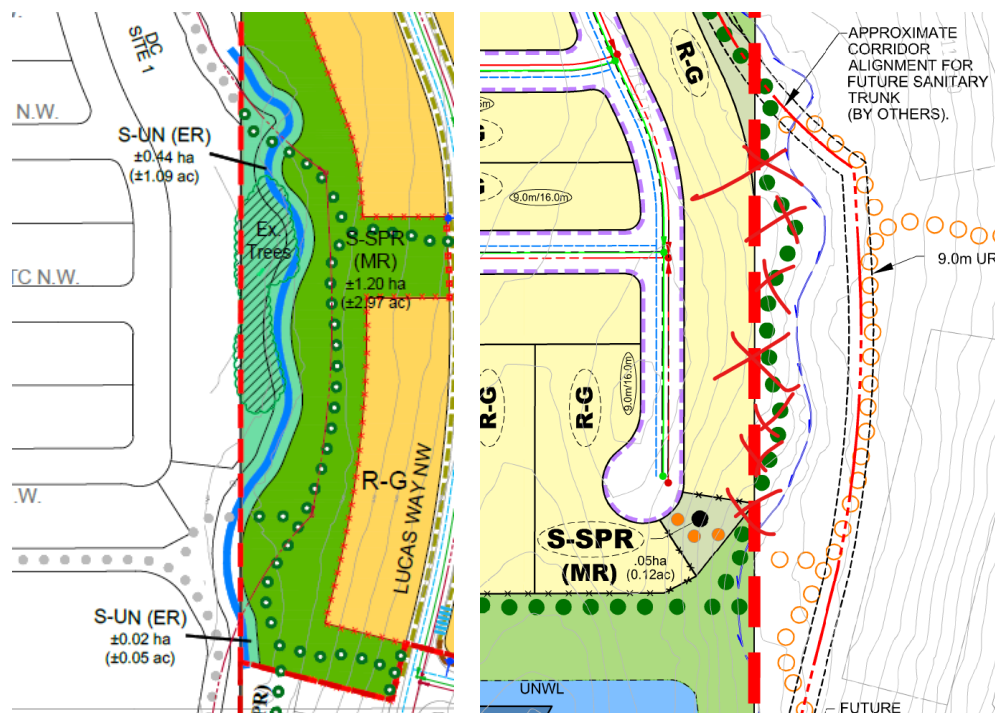 DC
SITE 1
N.W.
S-UN (ER)
±0.44 ha
(±1.09 ac)
Ex.
Trees
S-SPR
(MR)
±1.20 ha
(±2.97 ac)
TC N.W.
R-G
LUCAS WAY NW
.W.
S-UN (ER)
±0.02 ha
(±0.05 ac)
R-G
APPROXIMATE
CORRIDOR
ALIGNMENT FOR
FUTURE SANITARY
TRUNK
(BY OTHERS).
9.0m/16.0m
9.0m UR
R-G
R-G
9.0m/16.0m
S-SPR
(MR)
.05ha
(0.12ac)
UNWL
FUTURE